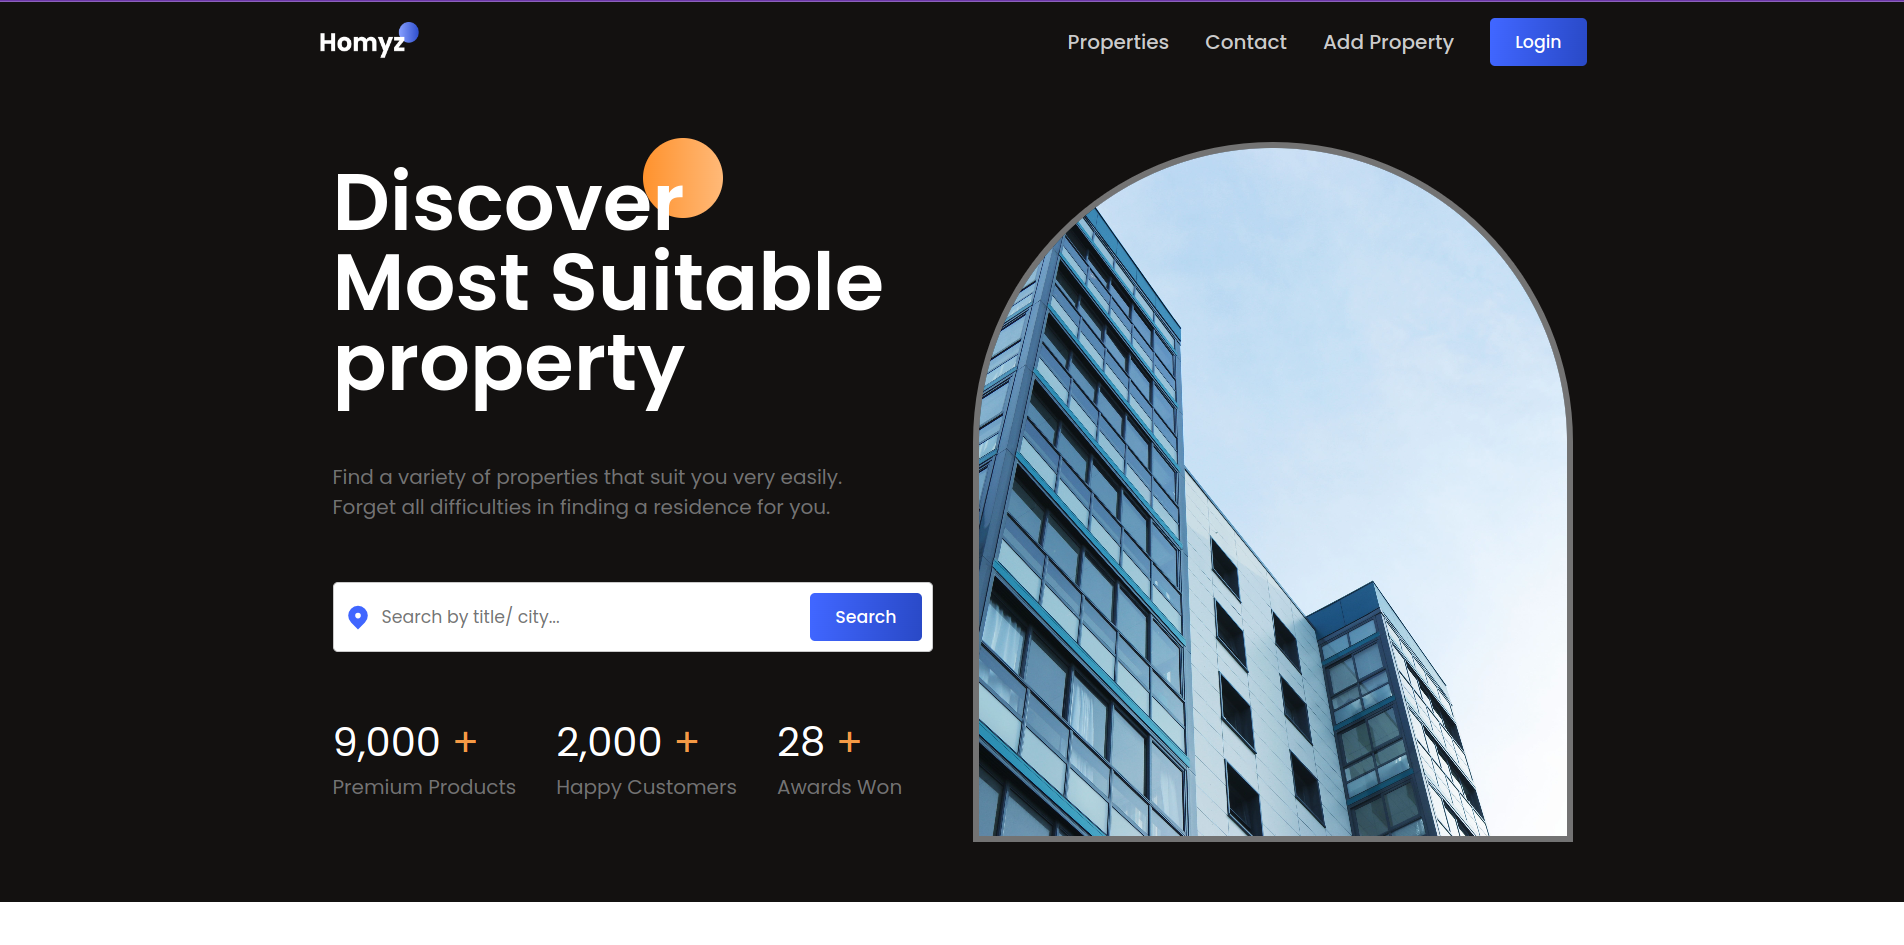 Homyz
Properties
Contact
Add Property
Login
Discover
Most Suitable
property
Find a variety of properties that suit you very easily.
Forget all difficulties in finding a residence for you.
Search by title/ city...
Search
9,000 +
Premium Products
2,000 +
Happy Customers
28 +
Awards Won